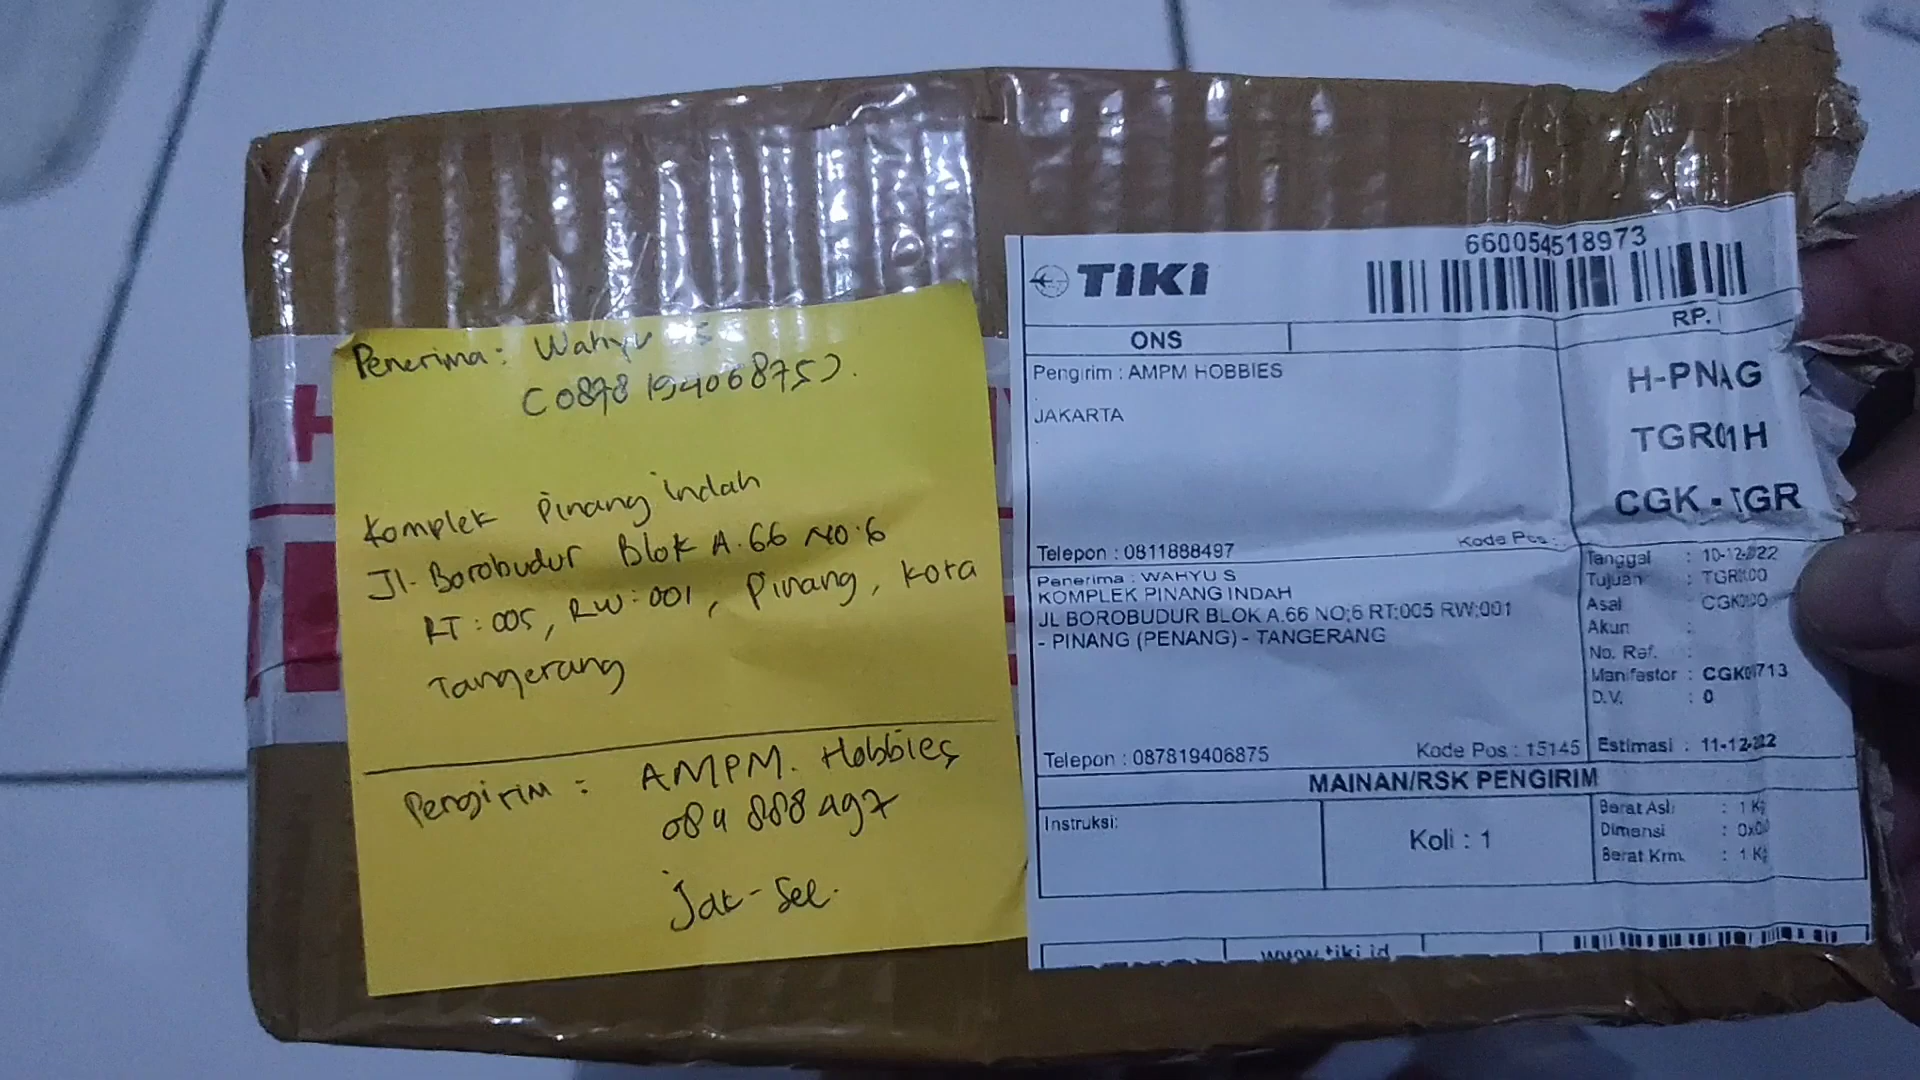 Penerima: Wahyu S
(087819406875).
Komplek Pinang indah
Jl. Borobudur Blok A.66 NO.6
RT:005, RW:001, Pinang, Kota
Tangerang
Pengirim: AMPM. Hobbies
Jak-Sel.
TIKI
660054518973
RP.
ONS
Pengirim : AMPM HOBBIES
JAKARTA
H-PNAG
TGR01H
CGK - TGR
Telepon : 0811888497
Kode Pos :
Penerima : WAHYU S
KOMPLEK PINANG INDAH
JL BOROBUDUR BLOK A.66 NO:6 RT:005 RW:001
- PINANG (PENANG) - TANGERANG
Telepon : 087819406875
Kode Pos : 15145
Tanggal :
Tujuan :
Asal :
Akun :
No. Ref. :
Manifestor :
D.V. : 0
Estimasi :
MAINAN/RSK PENGIRIM
Instruksi:
Koli : 1
Berat Asli : 1
Dimensi :
Berat Krm. : 1
www.tiki.id